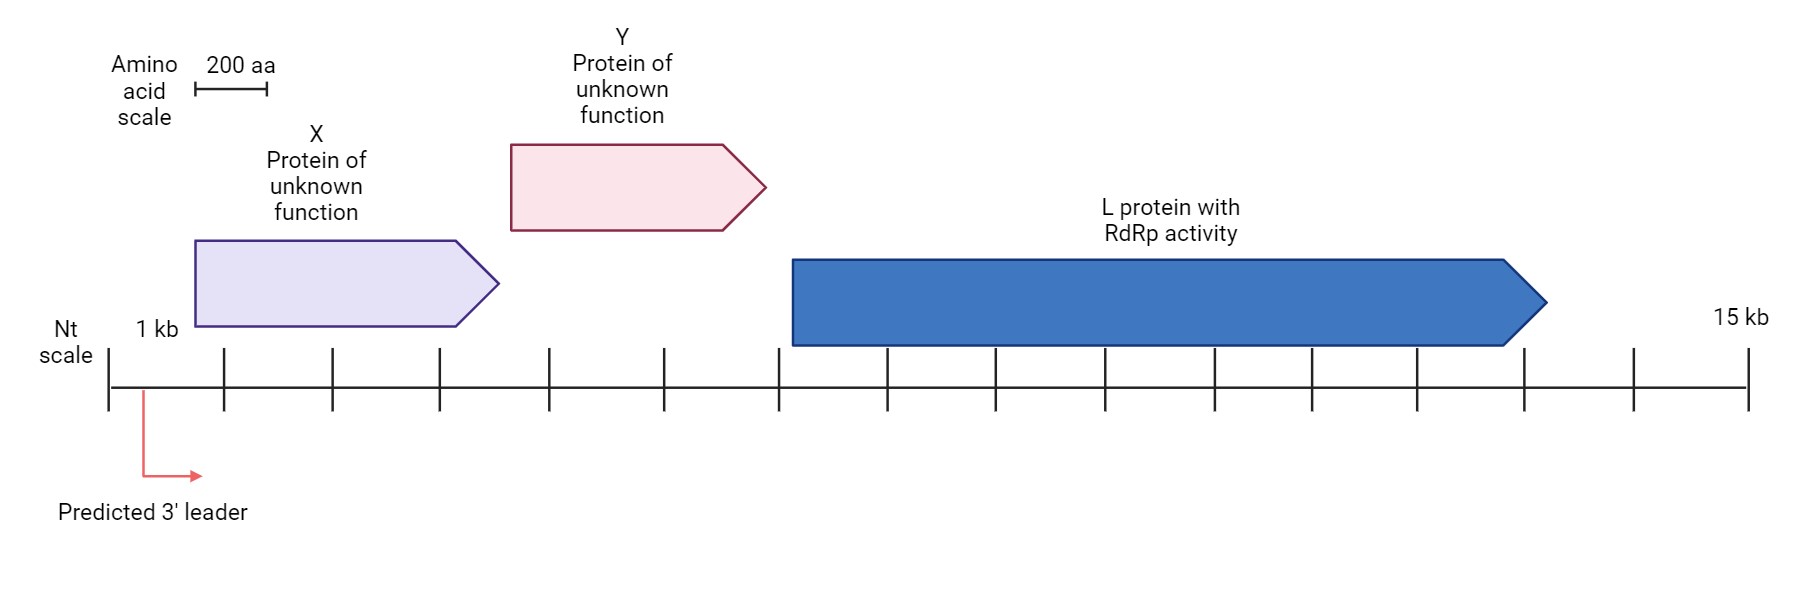 Amino
acid
scale
200 aa
X
Protein of
unknown
function
Y
Protein of
unknown
function
L protein with
RdRp activity
Nt
scale
1 kb
15 kb
Predicted 3' leader